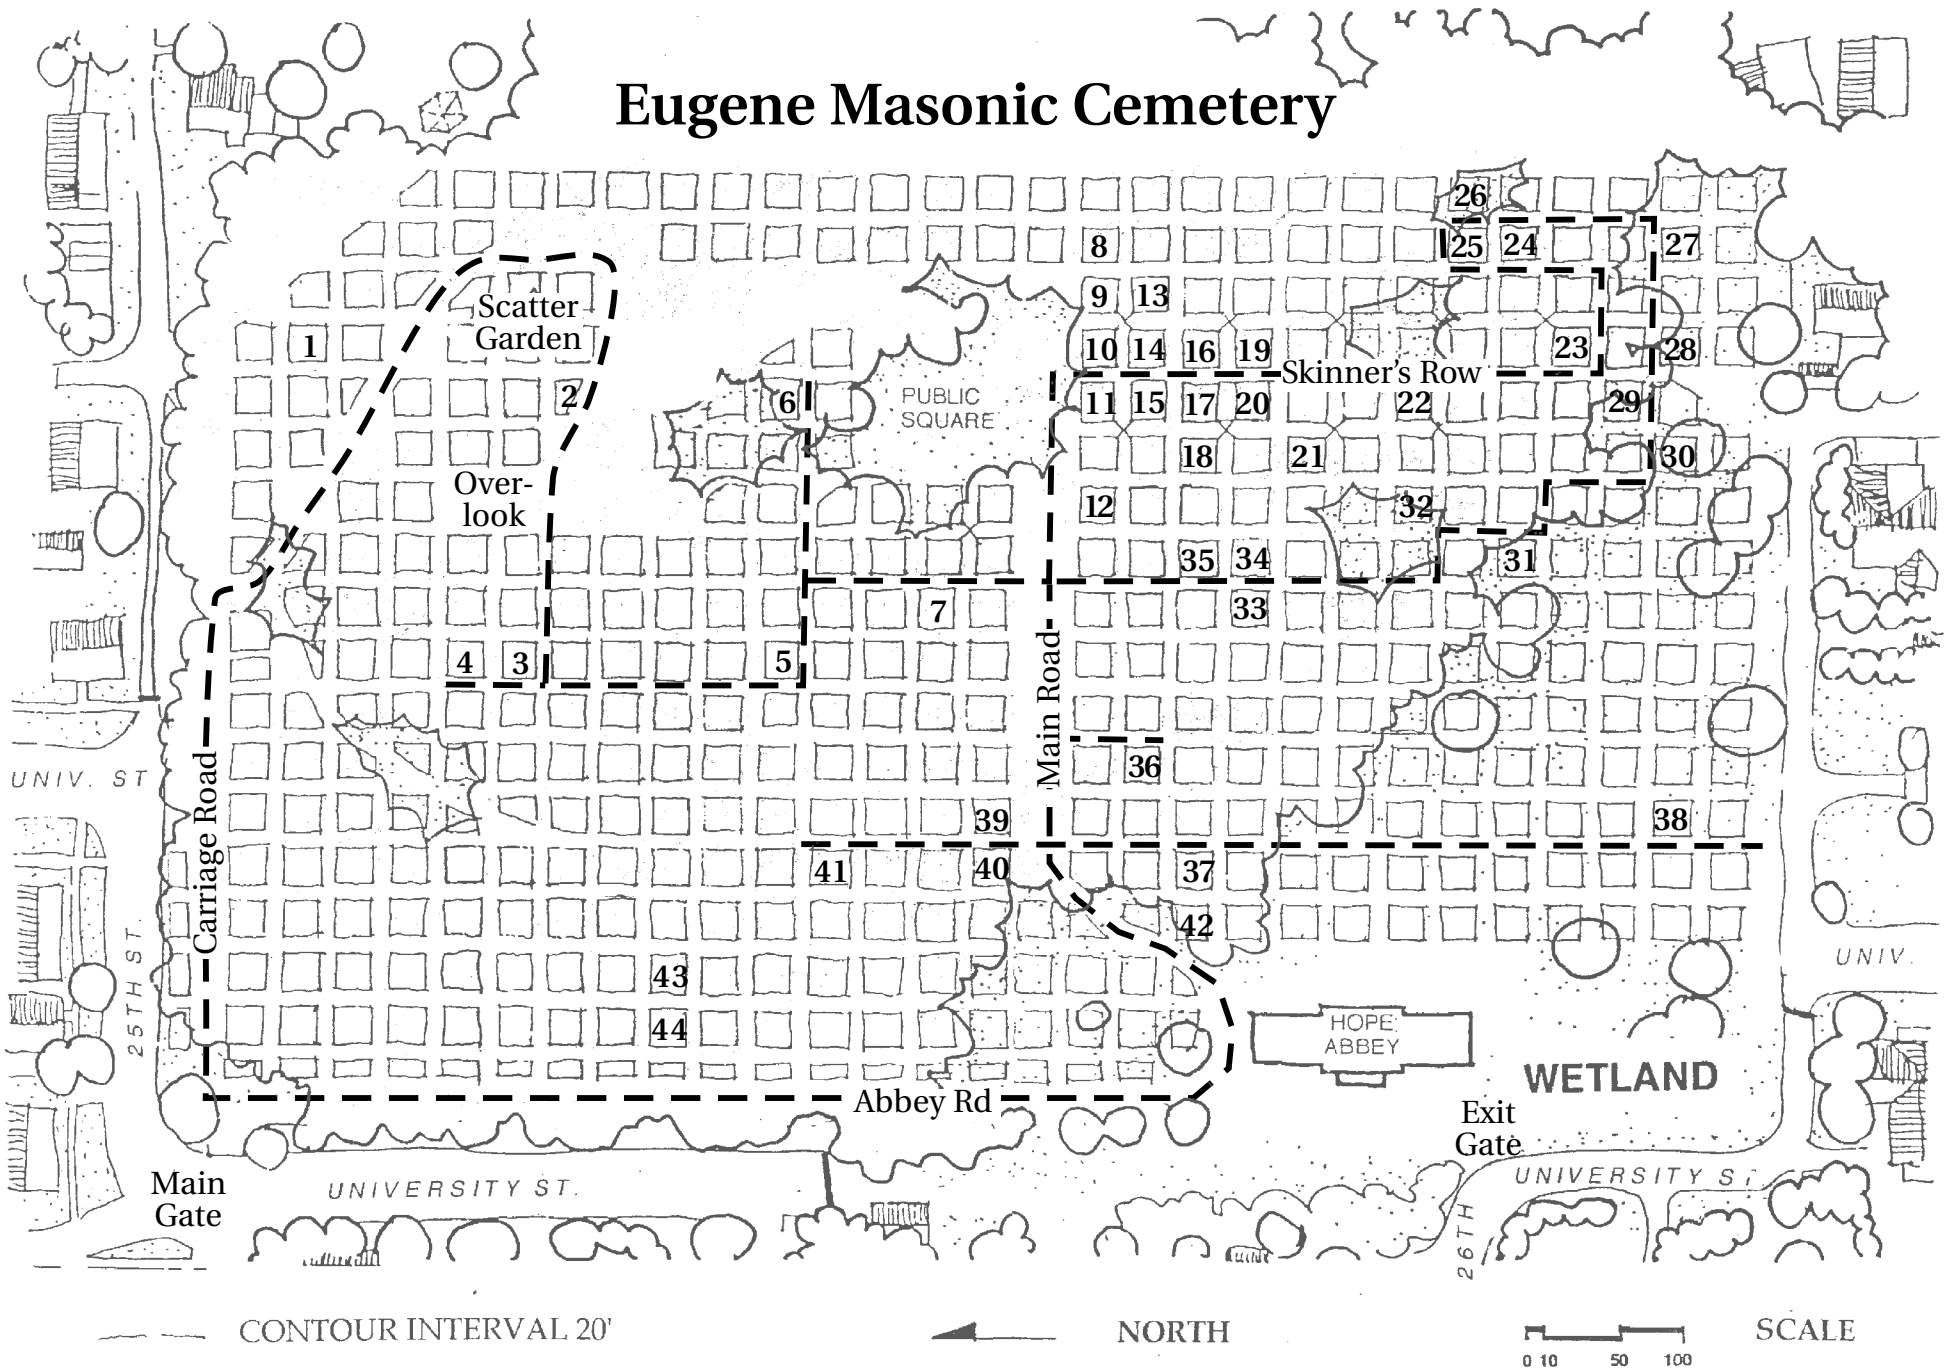 Eugene Masonic Cemetery
26
8
25 24 27
9 13
Scatter
Garden
1
10 14 16 19 23 28
Skinner's Row
2 6
PUBLIC
SQUARE
11 15 17 20 22 29
18 21 30
Over-
look
12 32
35 34 31
7 33
4 3 5
Main Road
36
UNIV. ST
Carriage Road
39 38
41 40 37
42
25TH ST.
UNIV.
43
44
HOPE
ABBEY
WETLAND
Abbey Rd
Exit
Gate
Main
Gate
UNIVERSITY ST.
UNIVERSITY ST
26TH
CONTOUR INTERVAL 20'
NORTH
SCALE
0 10 50 100